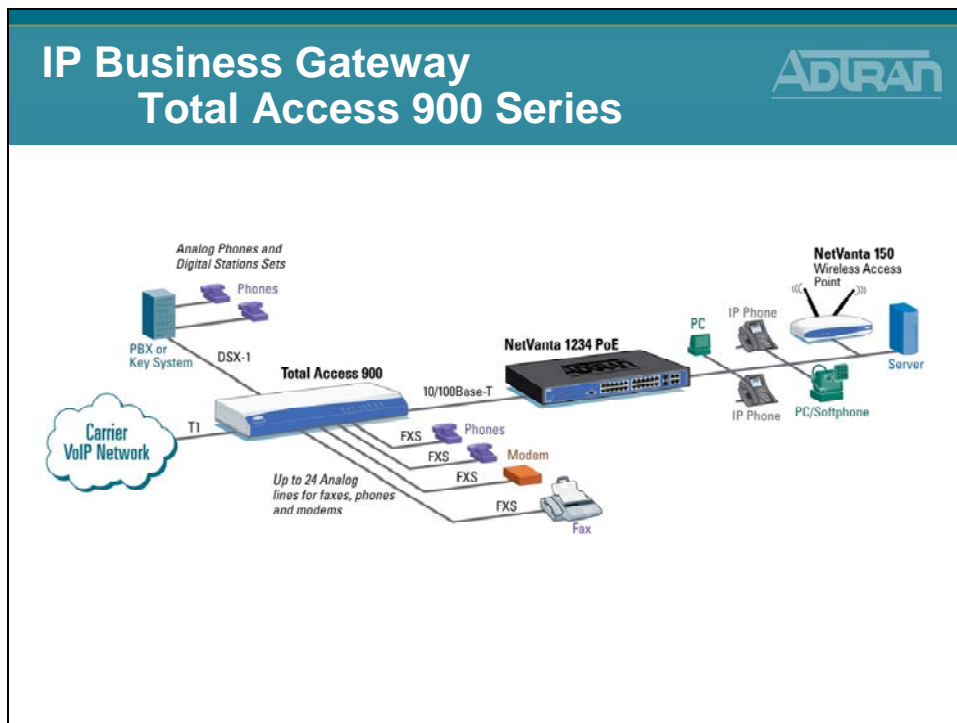 IP Business Gateway
Total Access 900 Series
ADTRAN
Analog Phones and
Digital Stations Sets
Phones
PBX or
Key System
DSX-1
Total Access 900
Carrier
VoIP Network
T1
10/100Base-T
NetVanta 1234 PoE
ADTRAN
FXS
Phones
FXS
FXS
Modem
FXS
Fax
Up to 24 Analog
lines for faxes, phones
and modems
PC
IP Phone
IP Phone
PC/Softphone
NetVanta 150
Wireless Access
Point
Server